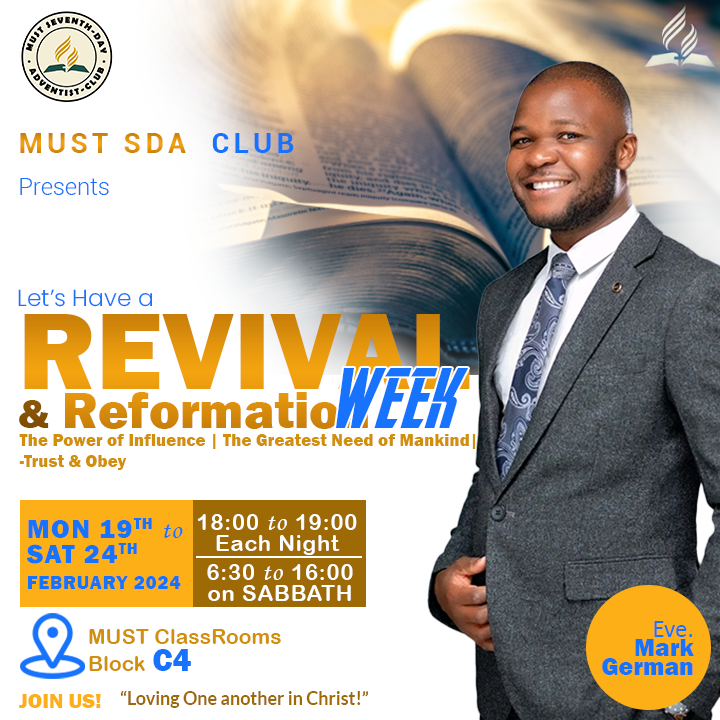 MUST SEVENTH-DAY
ADVENTIST-CLUB
MUST SDA CLUB
Presents
Let's Have a
REVIVAL
WEEK
& Reformation
The Power of Influence | The Greatest Need of Mankind|
-Trust & Obey
MON 19TH to
SAT 24TH
FEBRUARY 2024
18:00 to 19:00
Each Night
6:30 to 16:00
on SABBATH
MUST ClassRooms
Block C4
JOIN US! “Loving One another in Christ!”
Eve.
Mark
German